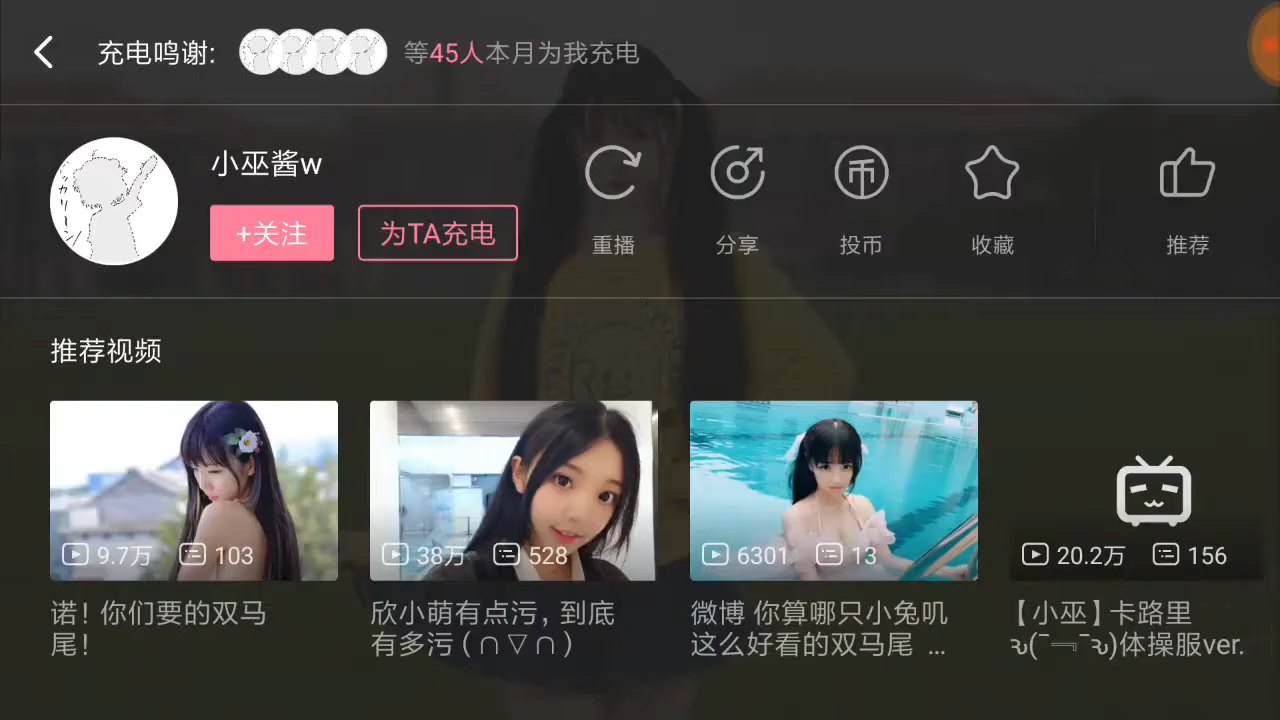 充电鸣谢: 等45人本月为我充电
小巫酱w
+关注 为TA充电
重播 分享 投币 收藏 推荐
推荐视频
9.7万 103 38万 528 6301 13 20.2万 156
诺！你们要的双马
尾！
欣小萌有点污，到底
有多污（∩▽∩）
微博 你算哪只小兔叽
这么好看的双马尾 ...
【小巫】卡路里
体操服ver.